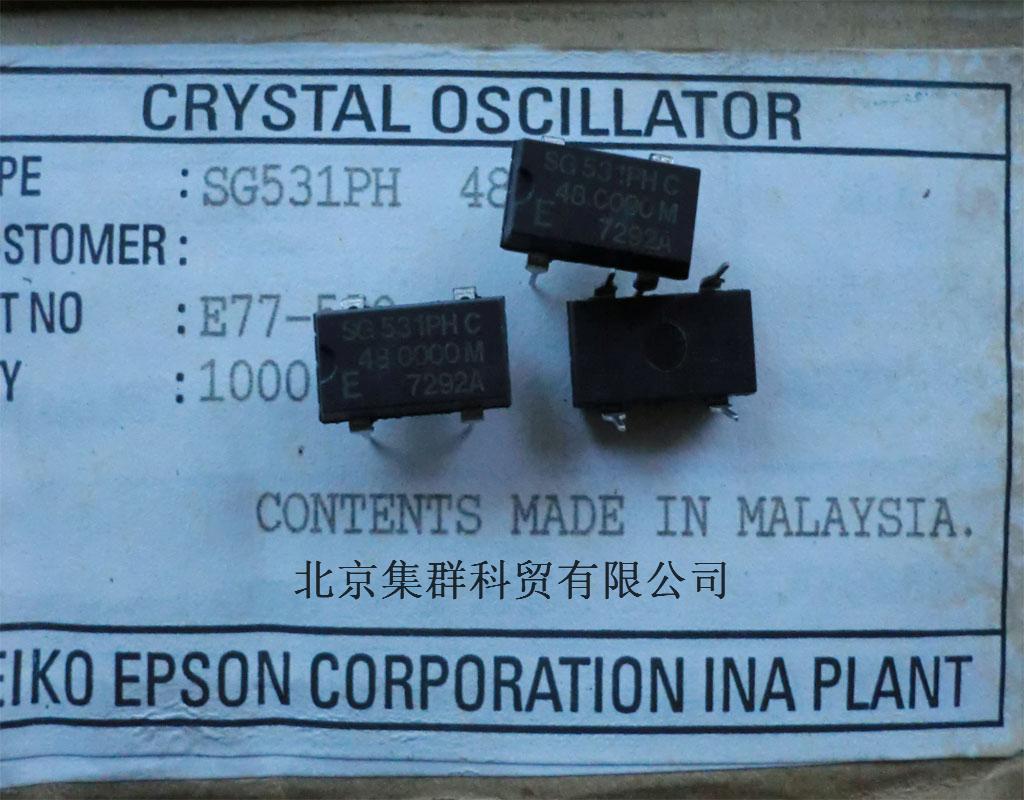 CRYSTAL OSCILLATOR
PE : SG531PH 48
STOMER :
T NO : E77-
Y : 1000
SG531PH C
48.0000M
E 7292A
SG531PH C
48.0000M
E 7292A
CONTENTS MADE IN MALAYSIA.
北京集群科贸有限公司
EIKO EPSON CORPORATION INA PLANT